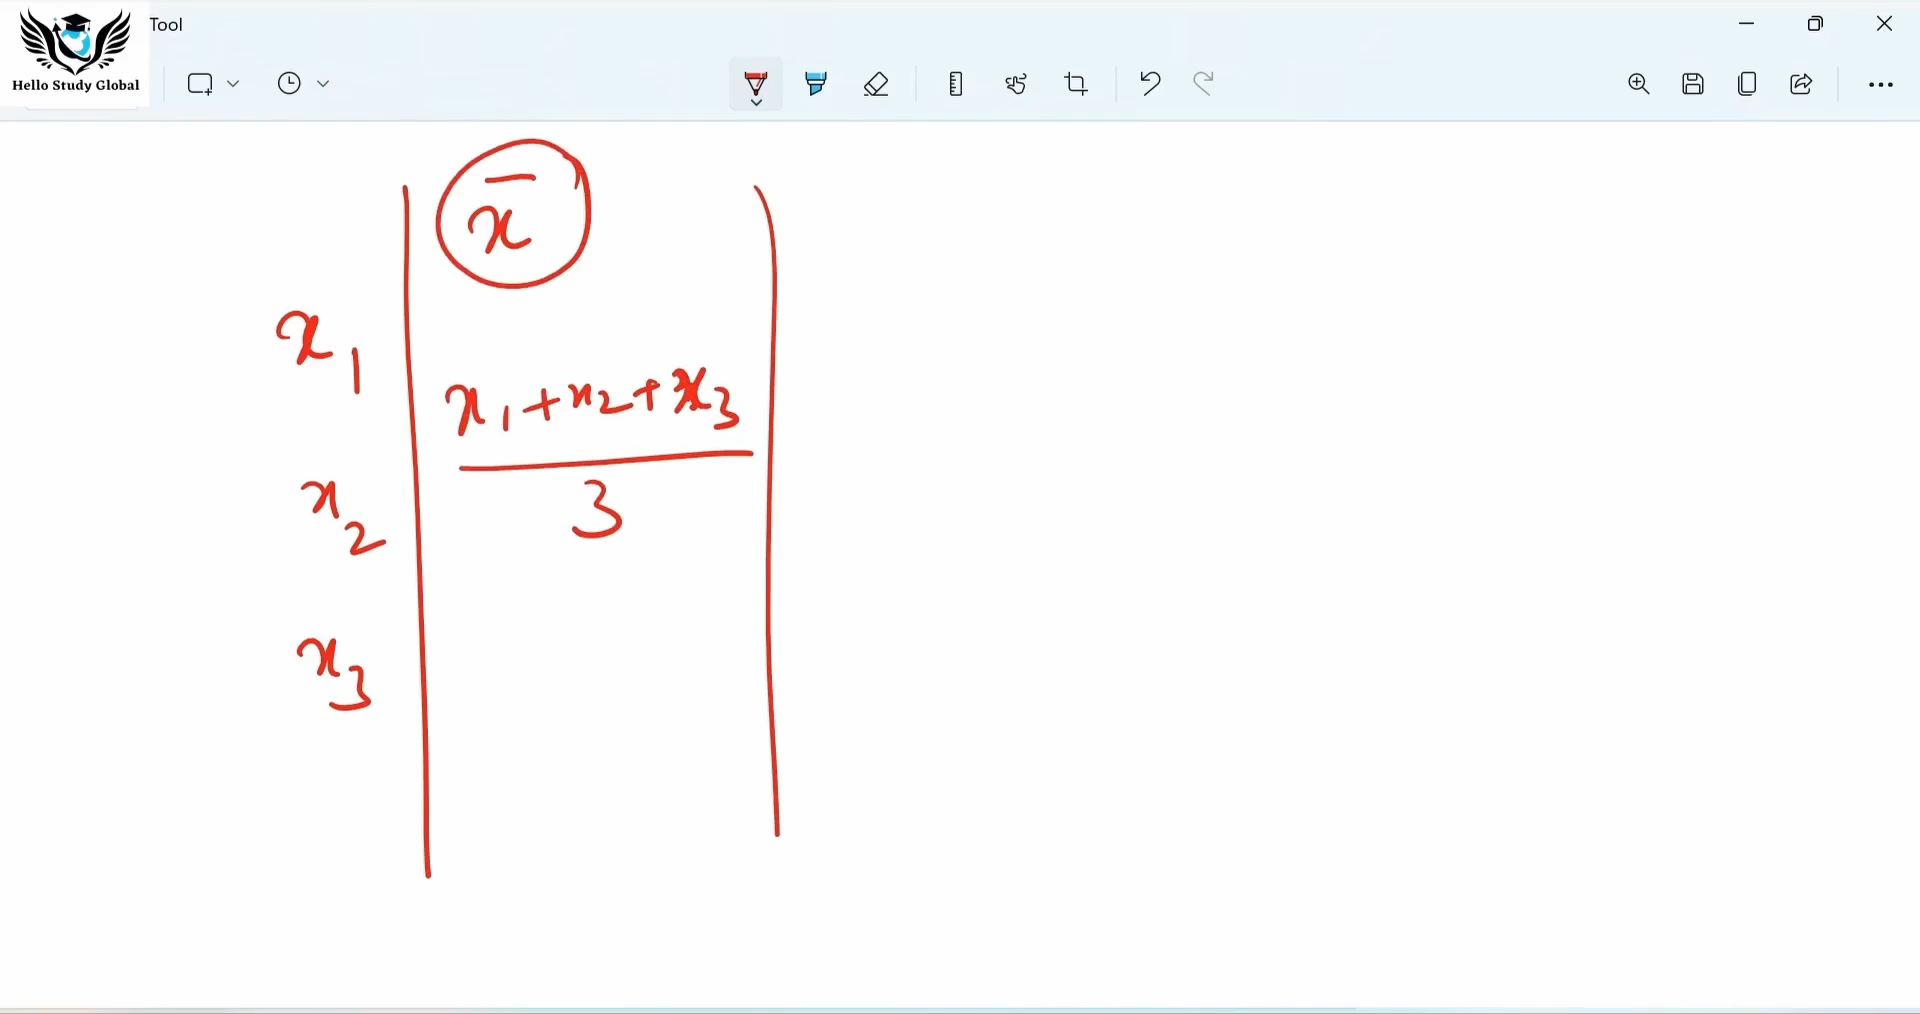 Tool
Hello Study Global
x̄
x₁
x₁+x₂+x₃
3
x₂
x₃